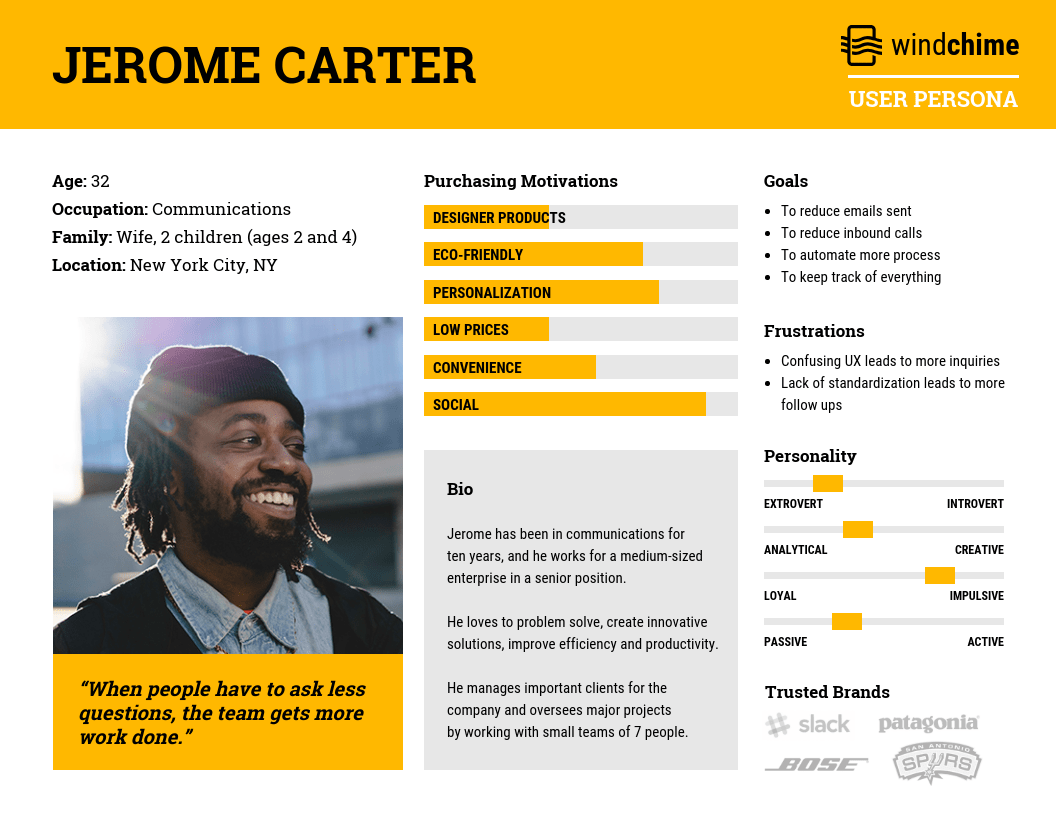 JEROME CARTER
windchime
USER PERSONA
Age: 32
Occupation: Communications
Family: Wife, 2 children (ages 2 and 4)
Location: New York City, NY
“When people have to ask less
questions, the team gets more
work done.”
Purchasing Motivations
DESIGNER PRODUCTS
ECO-FRIENDLY
PERSONALIZATION
LOW PRICES
CONVENIENCE
SOCIAL
Bio
Jerome has been in communications for
ten years, and he works for a medium-sized
enterprise in a senior position.
He loves to problem solve, create innovative
solutions, improve efficiency and productivity.
He manages important clients for the
company and oversees major projects
by working with small teams of 7 people.
Goals
To reduce emails sent
To reduce inbound calls
To automate more process
To keep track of everything
Frustrations
Confusing UX leads to more inquiries
Lack of standardization leads to more
follow ups
Personality
EXTROVERT INTROVERT
ANALYTICAL CREATIVE
LOYAL IMPULSIVE
PASSIVE ACTIVE
Trusted Brands
slack patagonia
BOSE
SAN ANTONIO
SPURS